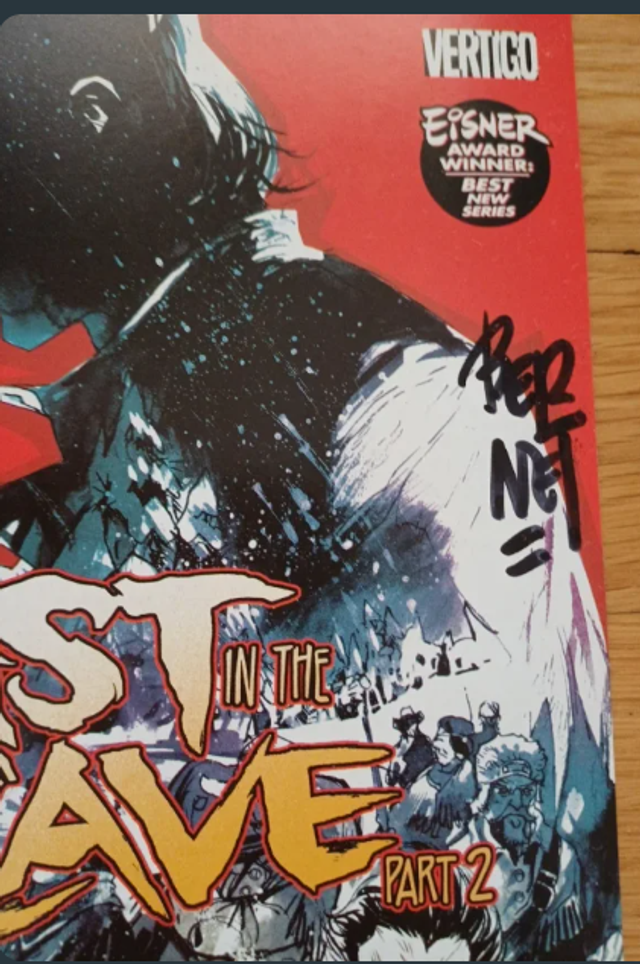 VERTIGO
EISNER
AWARD
WINNER:
BEST
NEW
SERIES
BER
NET
ST
IN THE
AVE
PART 2